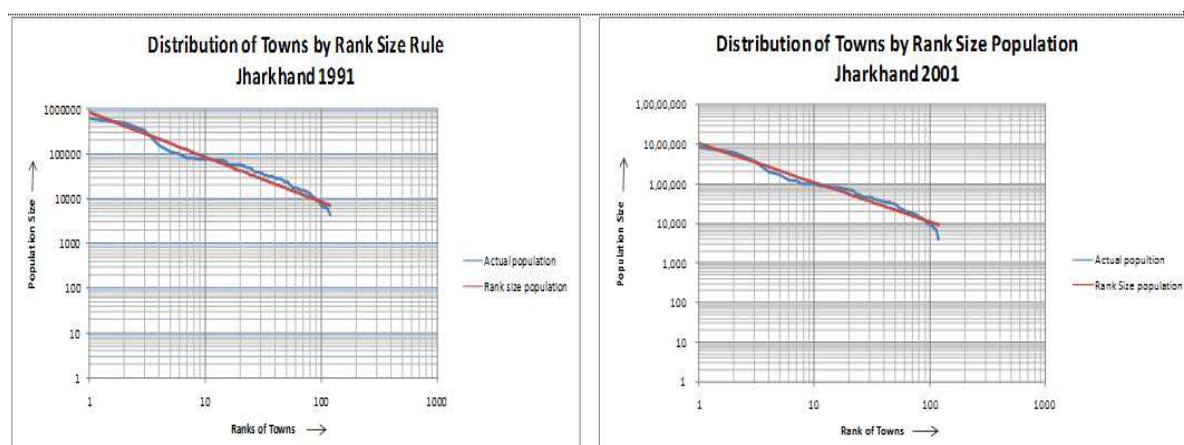 Distribution of Towns by Rank Size Rule
Jharkhand 1991
1000000
100000
10000
1000
100
10
1
1
10
100
1000
Population Size
Ranks of Towns
Actual population
Rank size population
Distribution of Towns by Rank Size Population
Jharkhand 2001
1,00,00,000
10,00,000
1,00,000
10,000
1,000
100
10
1
1
10
100
1000
Population Size
Rank of Towns
Actual popultion
Rank Size population